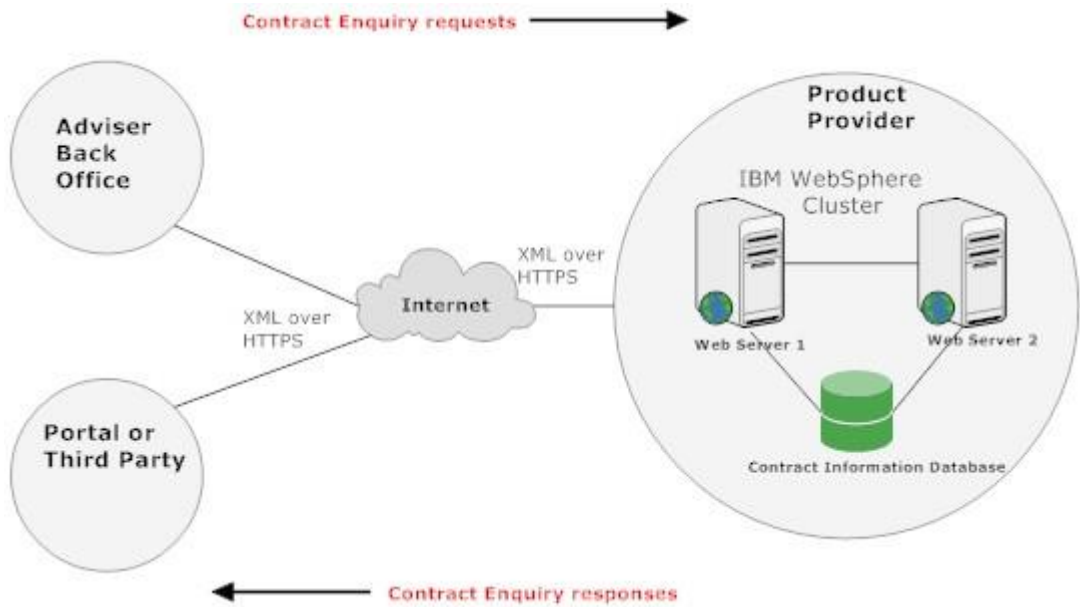 Contract Enquiry requests
Product
Provider
Adviser
Back
Office
IBM WebSphere
Cluster
XML over
HTTPS
Internet
XML over
HTTPS
Web Server 1
Web Server 2
Portal or
Third Party
Contract Information Database
Contract Enquiry responses